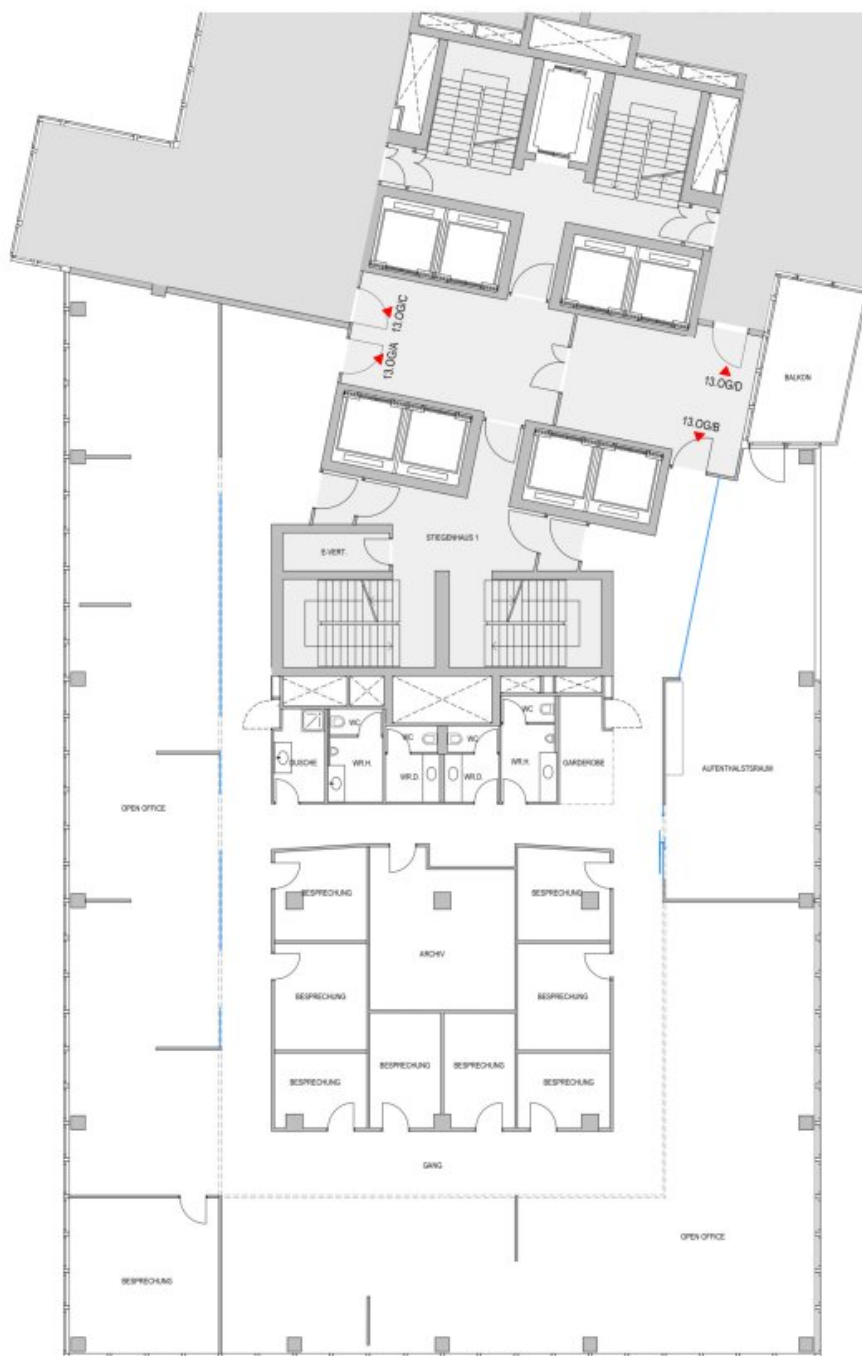 13.OG/C
13.OG/A
13.OG/D
BALKON
13.OG/B
STIEGENHAUS 1
E-VERT.
WC
WC
WC
WC
DUSCHE
WR.H.
WR.D.
WR.D.
WR.H.
GARDEROBE
AUFENTHALTSRAUM
OPEN OFFICE
BESPRECHUNG
BESPRECHUNG
ARCHIV
BESPRECHUNG
BESPRECHUNG
BESPRECHUNG
BESPRECHUNG
BESPRECHUNG
BESPRECHUNG
GANG
OPEN OFFICE
BESPRECHUNG